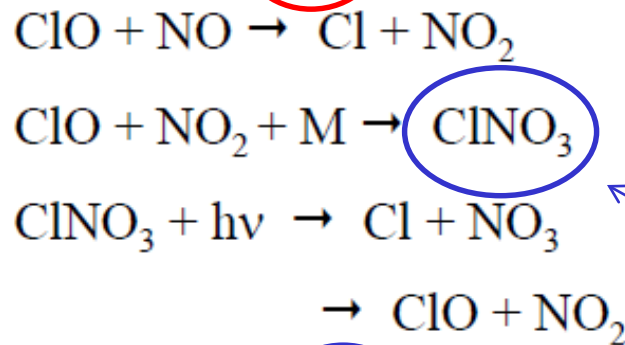 ClO + NO → Cl + NO₂
ClO + NO₂ + M → ClNO₃
ClNO₃ + hν → Cl + NO₃
→ ClO + NO₂